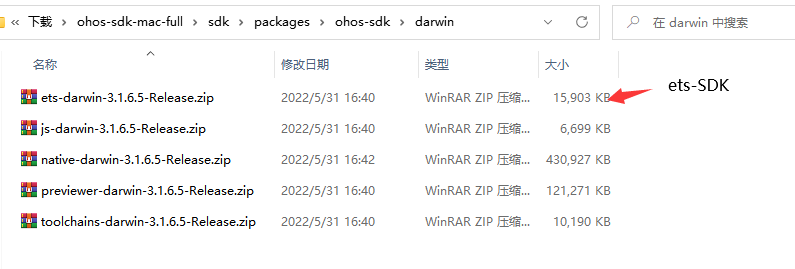 « 下载 › ohos-sdk-mac-full › sdk › packages › ohos-sdk › darwin
在 darwin 中搜索
名称 修改日期 类型 大小
ets-SDK
ets-darwin-3.1.6.5-Release.zip 2022/5/31 16:40 WinRAR ZIP 压缩... 15,903 KB
js-darwin-3.1.6.5-Release.zip 2022/5/31 16:40 WinRAR ZIP 压缩... 6,699 KB
native-darwin-3.1.6.5-Release.zip 2022/5/31 16:42 WinRAR ZIP 压缩... 430,927 KB
previewer-darwin-3.1.6.5-Release.zip 2022/5/31 16:40 WinRAR ZIP 压缩... 121,271 KB
toolchains-darwin-3.1.6.5-Release.zip 2022/5/31 16:40 WinRAR ZIP 压缩... 10,190 KB